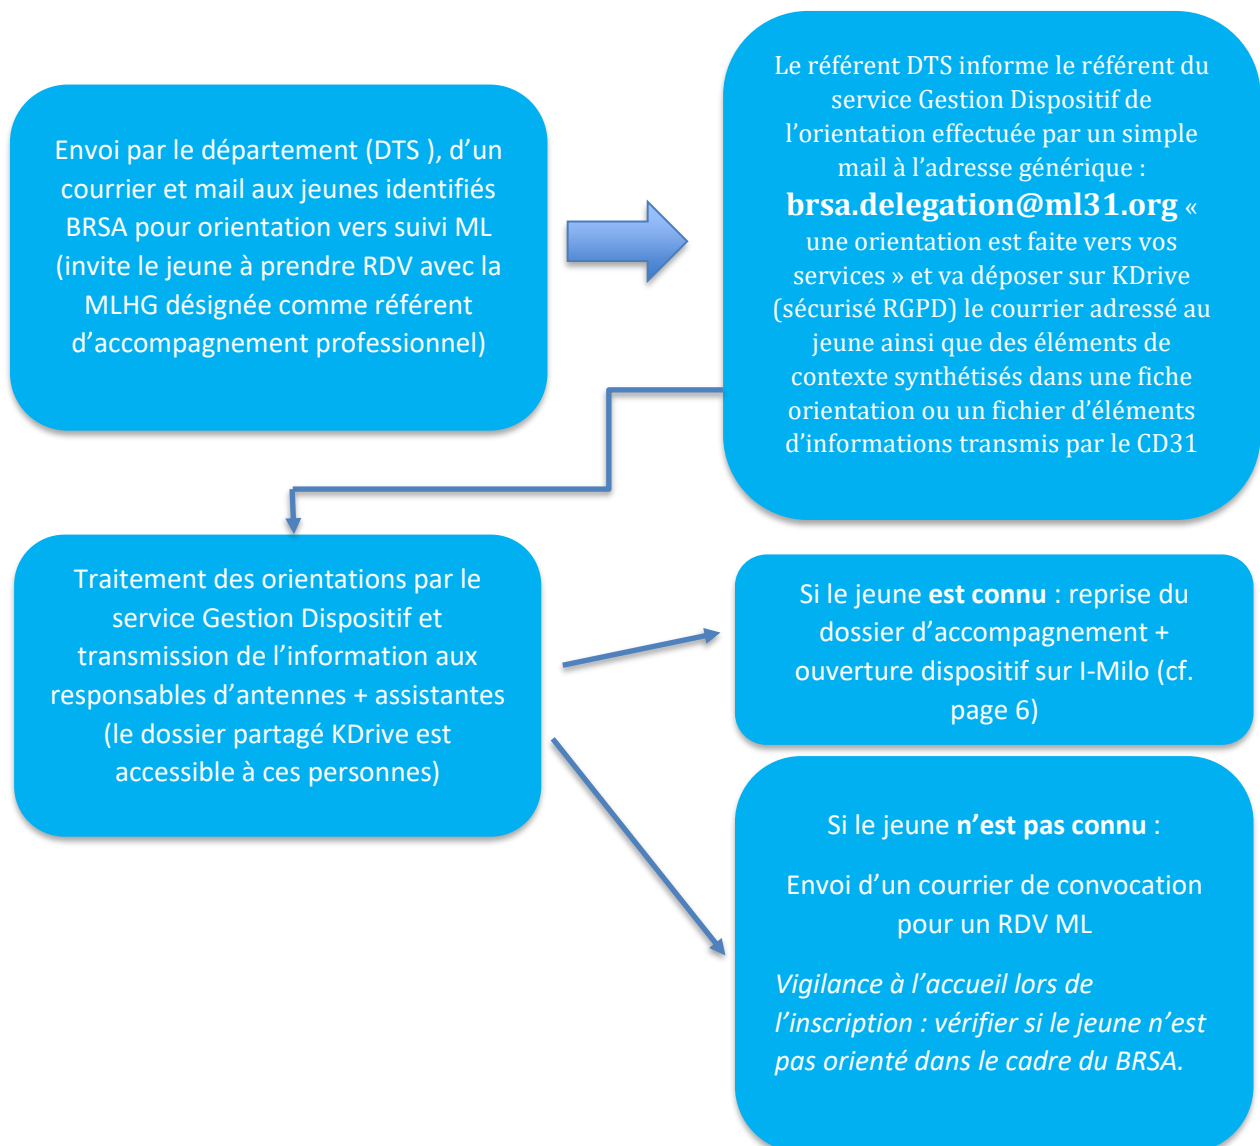 Envoi par le département (DTS ), d’un
courrier et mail aux jeunes identifiés
BRSA pour orientation vers suivi ML
(invite le jeune à prendre RDV avec la
MLHG désignée comme référent
d’accompagnement professionnel)
Le référent DTS informe le référent du
service Gestion Dispositif de
l’orientation effectuée par un simple
mail à l’adresse générique :
brsa.delegation@ml31.org «
une orientation est faite vers vos
services » et va déposer sur KDrive
(sécurisé RGPD) le courrier adressé au
jeune ainsi que des éléments de
contexte synthétisés dans une fiche
orientation ou un fichier d’éléments
d’informations transmis par le CD31
Traitement des orientations par le
service Gestion Dispositif et
transmission de l’information aux
responsables d’antennes + assistantes
(le dossier partagé KDrive est
accessible à ces personnes)
Si le jeune est connu : reprise du
dossier d’accompagnement +
ouverture dispositif sur I-Milo (cf.
page 6)
Si le jeune n’est pas connu :
Envoi d’un courrier de convocation
pour un RDV ML
Vigilance à l’accueil lors de
l’inscription : vérifier si le jeune n’est
pas orienté dans le cadre du BRSA.